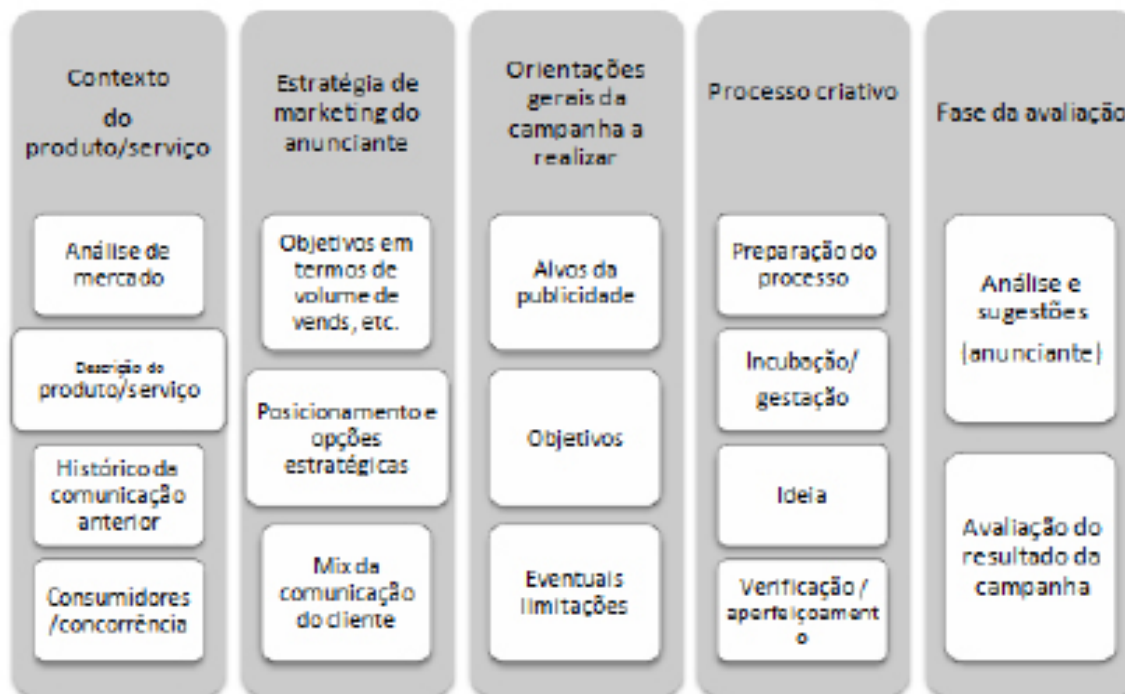 Contexto
do
produto/serviço
Análise de
mercado
Descrição do
produto/serviço
Histórico da
comunicação
anterior
Consumidores
/concorrência
Estratégia de
marketing do
anunciante
Objetivos em
termos de
volume de
vends, etc.
Posicionamento e
opções
estratégicas
Mix da
comunicação
do cliente
Orientações
gerais da
campanha a
realizar
Alvos da
publicidade
Objetivos
Eventuais
limitações
Processo criativo
Preparação do
processo
Incubação/
gestação
Ideia
Verificação /
aperfeiçoament
o
Fase da avaliação
Análise e
sugestões
(anunciante)
Avaliação do
resultado da
campanha